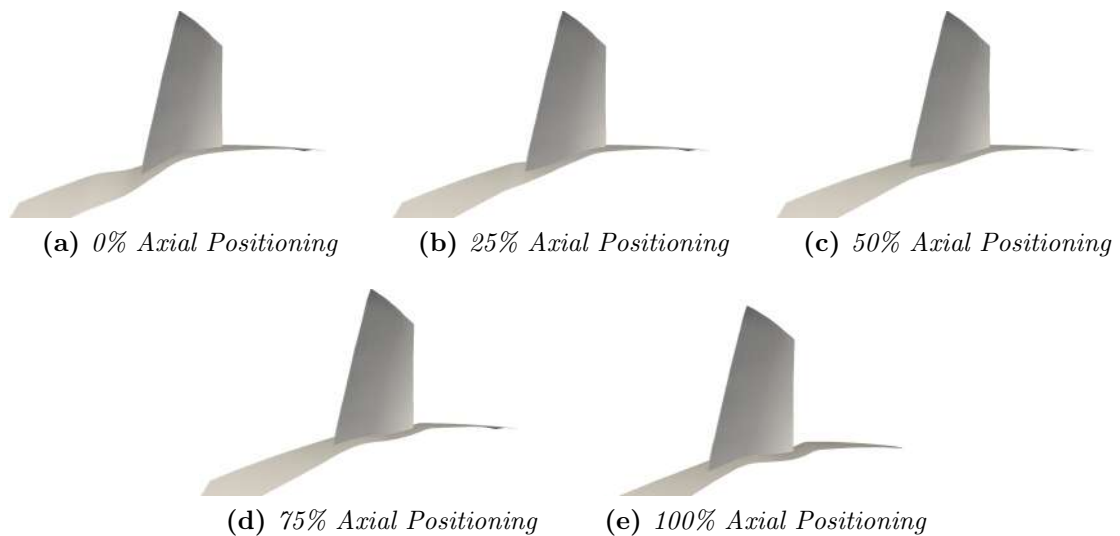 (a) 0% Axial Positioning
(b) 25% Axial Positioning
(c) 50% Axial Positioning
(d) 75% Axial Positioning
(e) 100% Axial Positioning